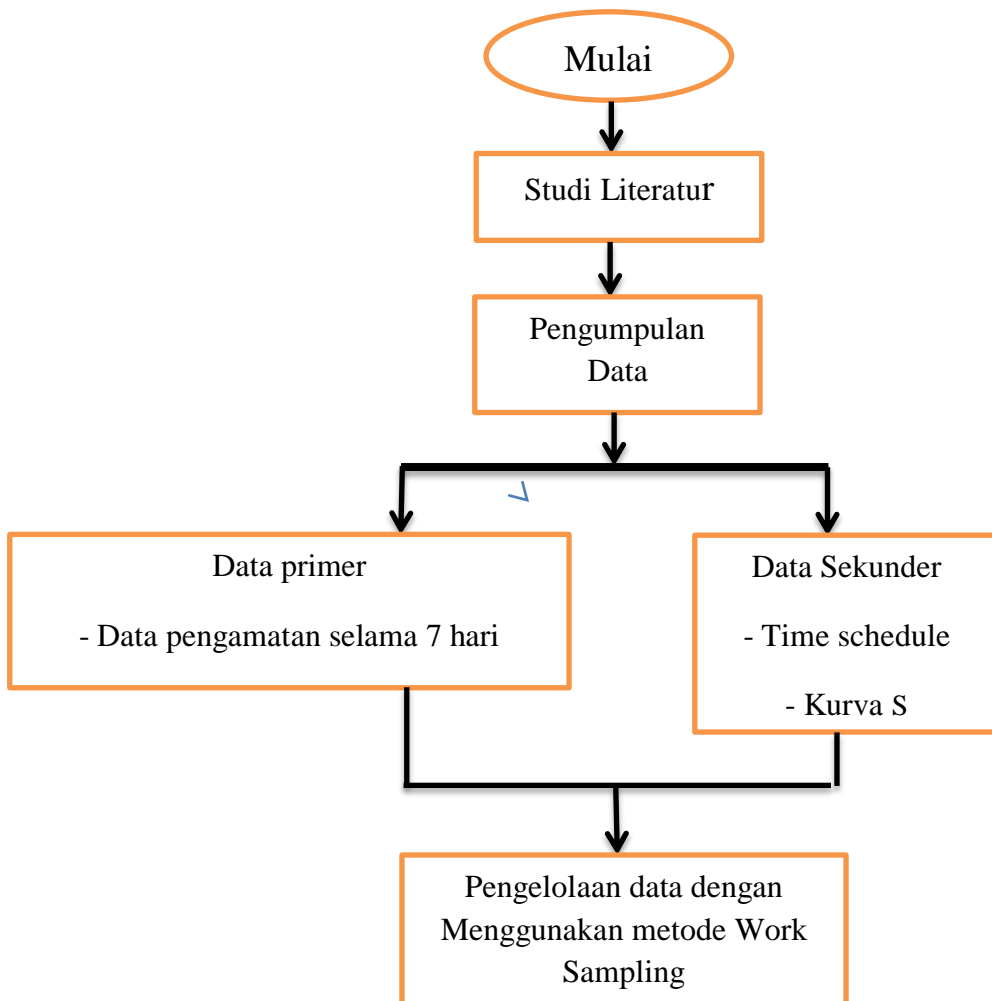 Mulai
Studi Literatur
Pengumpulan
Data
Data primer
- Data pengamatan selama 7 hari
Data Sekunder
- Time schedule
- Kurva S
Pengelolaan data dengan
Menggunakan metode Work
Sampling